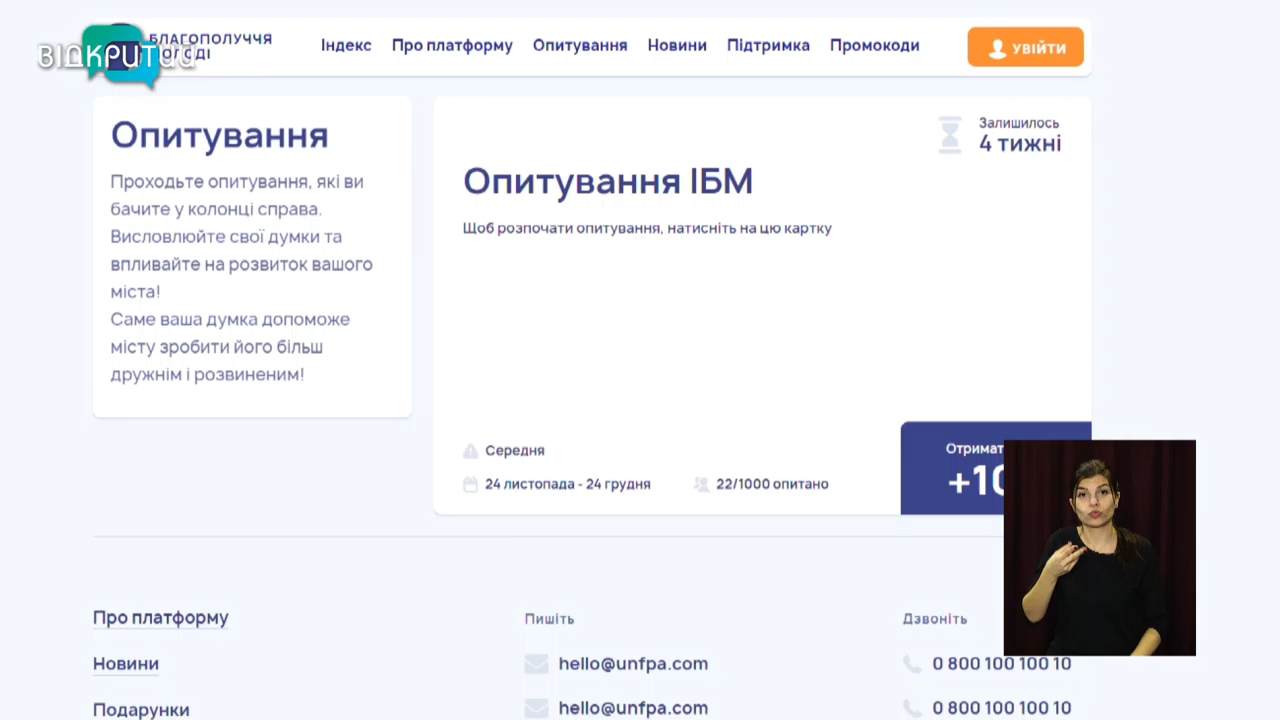 ВІДКРИТИЙ
БЛАГОПОЛУЧЧЯ
Індекс
Про платформу
Опитування
Новини
Підтримка
Промокоди
УВІЙТИ
Опитування
Проходьте опитування, які ви
бачите у колонці справа.
Висловлюйте свої думки та
впливайте на розвиток вашого
міста!
Саме ваша думка допоможе
місту зробити його більш
дружнім і розвиненим!
Залишилось
4 тижні
Опитування ІБМ
Щоб розпочати опитування, натисніть на цю картку
Середня
24 листопада - 24 грудня
22/1000 опитано
Про платформу
Новини
Подарунки
Пишіть
hello@unfpa.com
hello@unfpa.com
Дзвоніть
0 800 100 100 10
0 800 100 100 10